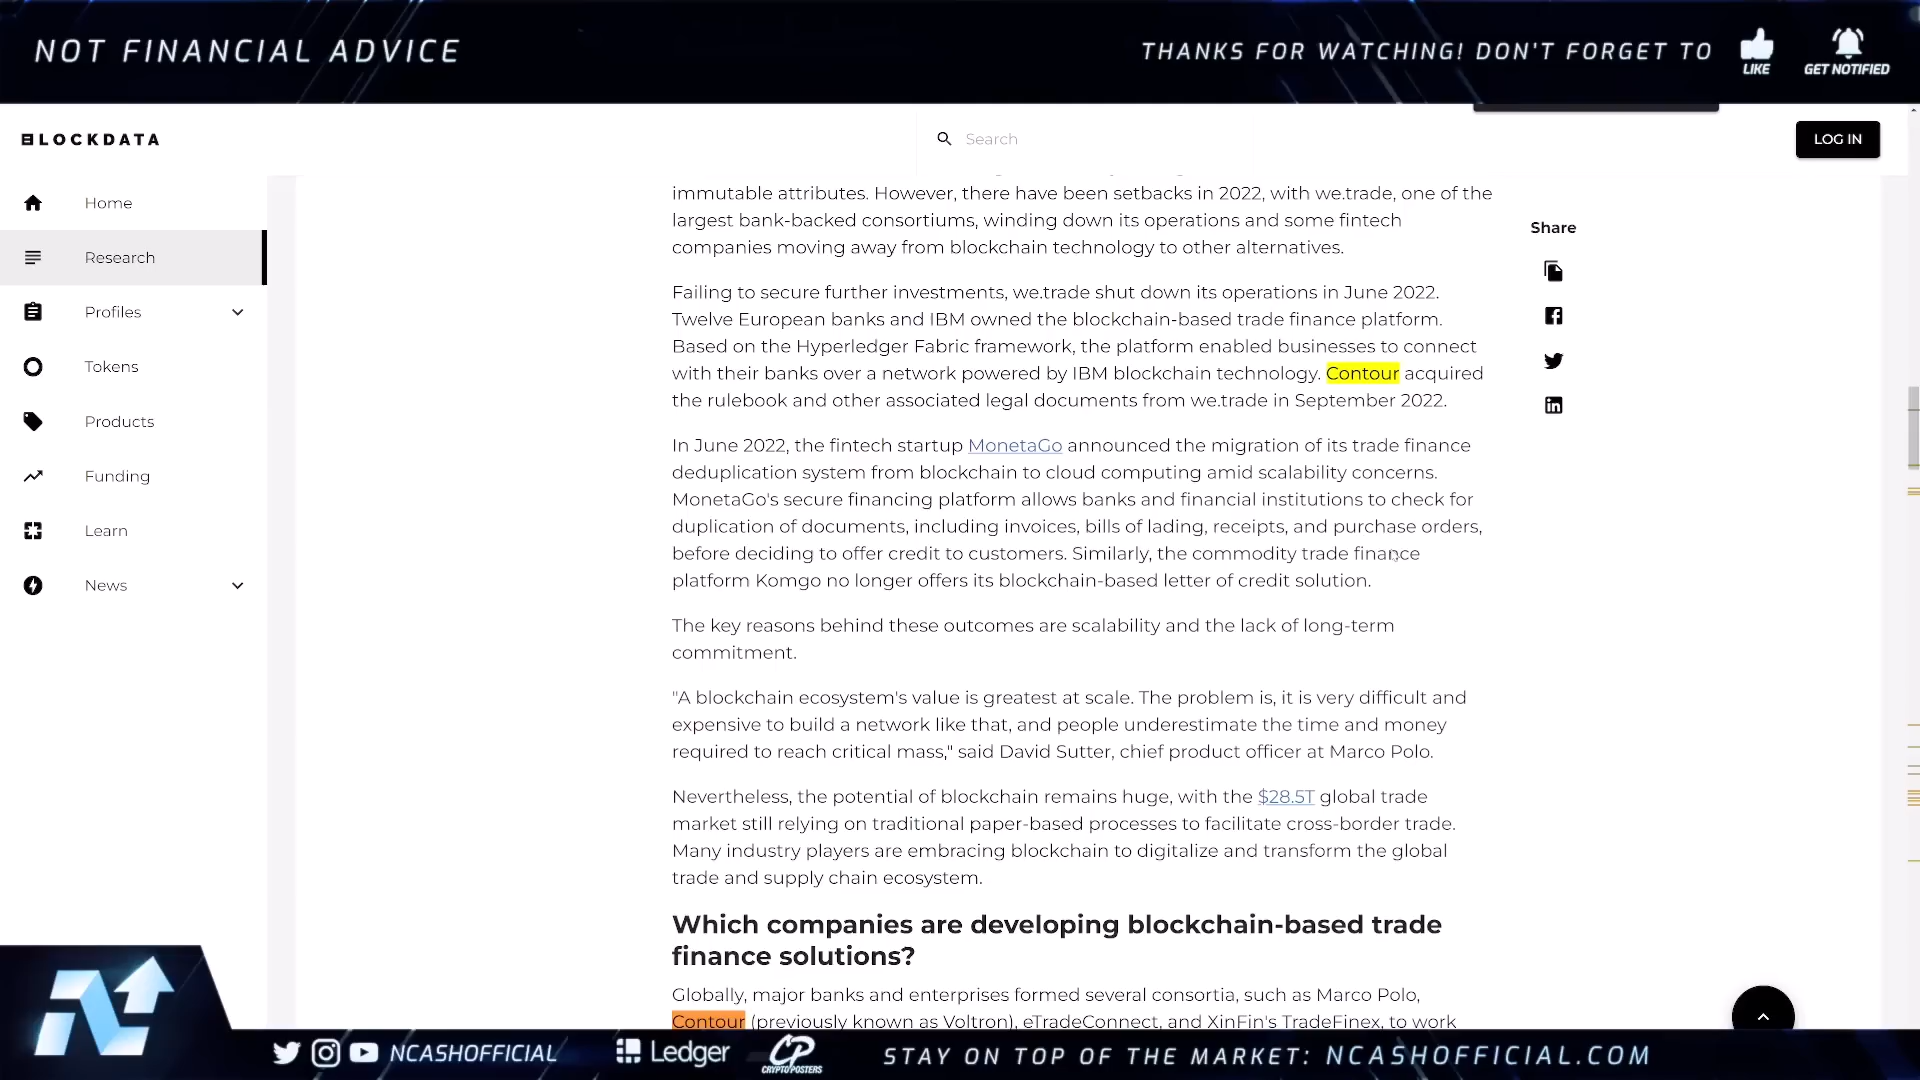 NOT FINANCIAL ADVICE
THANKS FOR WATCHING! DON'T FORGET TO
LIKE
GET NOTIFIED
BLOCKDATA
Search
LOG IN
Home
Research
Profiles
Tokens
Products
Funding
Learn
News
immutable attributes. However, there have been setbacks in 2022, with we.trade, one of the
largest bank-backed consortiums, winding down its operations and some fintech
companies moving away from blockchain technology to other alternatives.
Failing to secure further investments, we.trade shut down its operations in June 2022.
Twelve European banks and IBM owned the blockchain-based trade finance platform.
Based on the Hyperledger Fabric framework, the platform enabled businesses to connect
with their banks over a network powered by IBM blockchain technology. Contour acquired
the rulebook and other associated legal documents from we.trade in September 2022.
In June 2022, the fintech startup MonetaGo announced the migration of its trade finance
deduplication system from blockchain to cloud computing amid scalability concerns.
MonetaGo's secure financing platform allows banks and financial institutions to check for
duplication of documents, including invoices, bills of lading, receipts, and purchase orders,
before deciding to offer credit to customers. Similarly, the commodity trade finance
platform Komgo no longer offers its blockchain-based letter of credit solution.
The key reasons behind these outcomes are scalability and the lack of long-term
commitment.
"A blockchain ecosystem's value is greatest at scale. The problem is, it is very difficult and
expensive to build a network like that, and people underestimate the time and money
required to reach critical mass," said David Sutter, chief product officer at Marco Polo.
Nevertheless, the potential of blockchain remains huge, with the $28.5T global trade
market still relying on traditional paper-based processes to facilitate cross-border trade.
Many industry players are embracing blockchain to digitalize and transform the global
trade and supply chain ecosystem.
Which companies are developing blockchain-based trade
finance solutions?
Globally, major banks and enterprises formed several consortia, such as Marco Polo,
Contour (previously known as Voltron), eTradeConnect, and XinFin's TradeFinex, to work
Share
NCASHOFFICIAL
Ledger
CP
CRYPTOPOSTERS
STAY ON TOP OF THE MARKET: NCASHOFFICIAL.COM